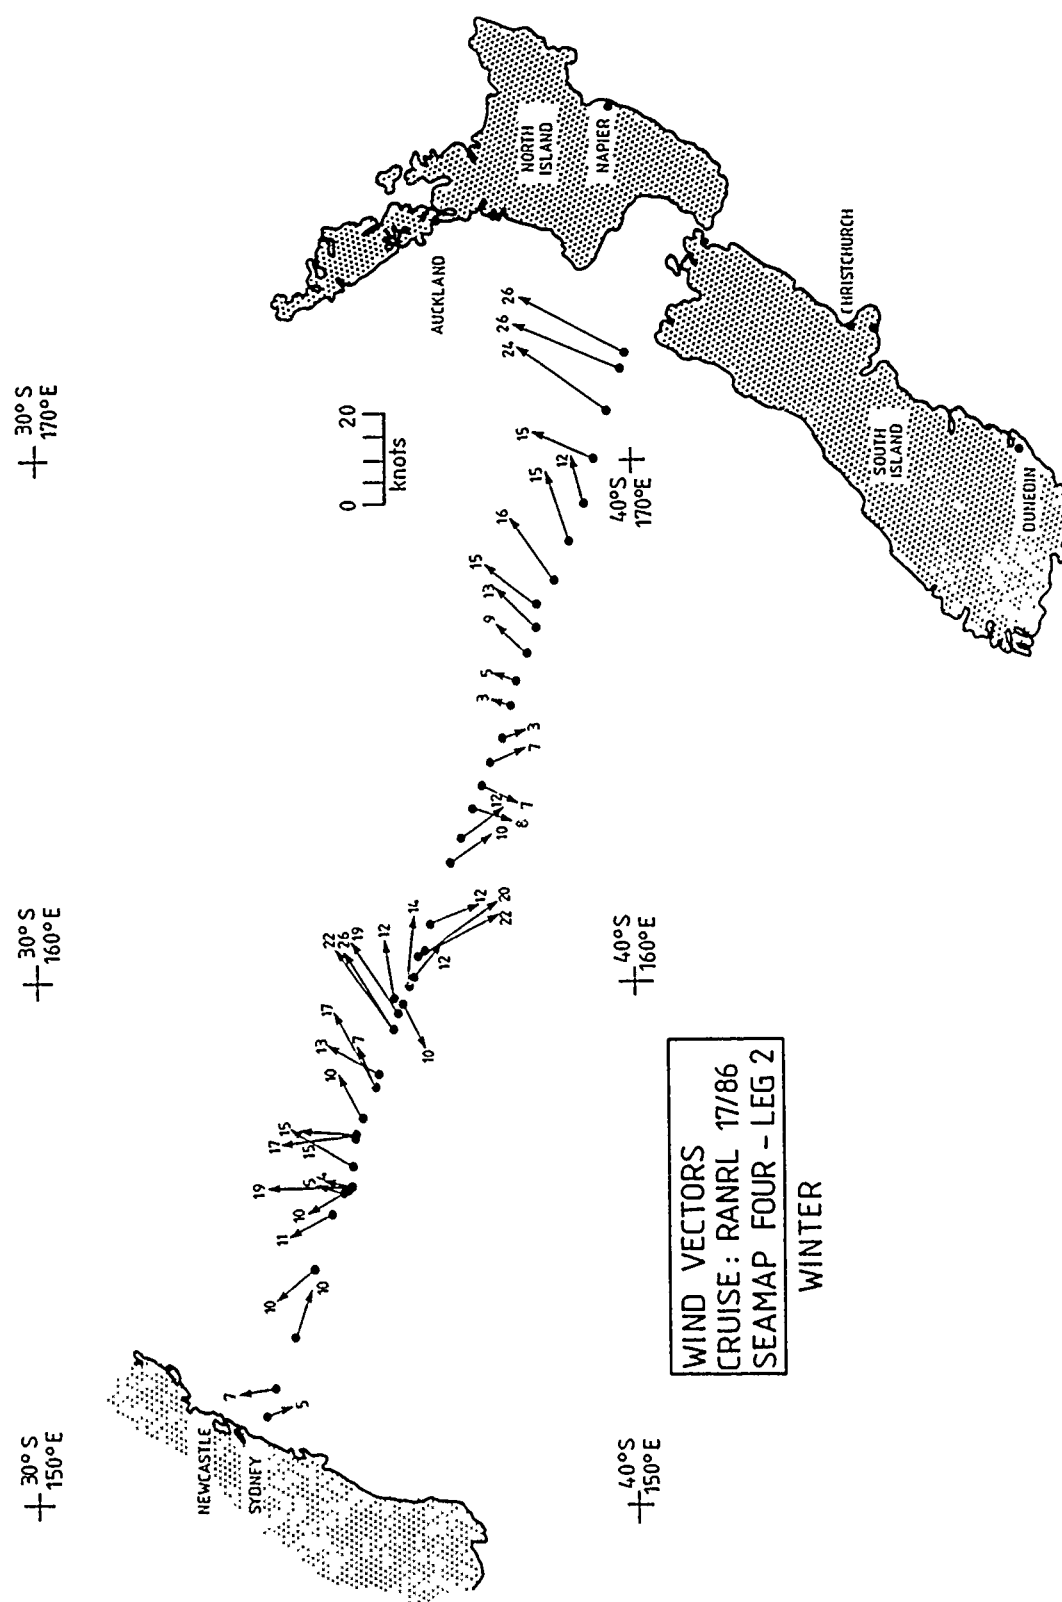 30°S
150°E
30°S
160°E
30°S
170°E
NEWCASTLE
SYDNEY
7
5
10
10
11
10
19
17
15
15
10
13
7
17
22
26
19
12
10
14
12
12
20
22
10
12
8
7
7
3
3
5
9
13
15
16
15
12
15
24
26
26
0
20
knots
AUCKLAND
NORTH
ISLAND
NAPIER
40°S
150°E
40°S
160°E
40°S
170°E
CHRISTCHURCH
SOUTH
ISLAND
DUNEDIN
WIND VECTORS
CRUISE : RANRL 17/86
SEAMAP FOUR - LEG 2
WINTER